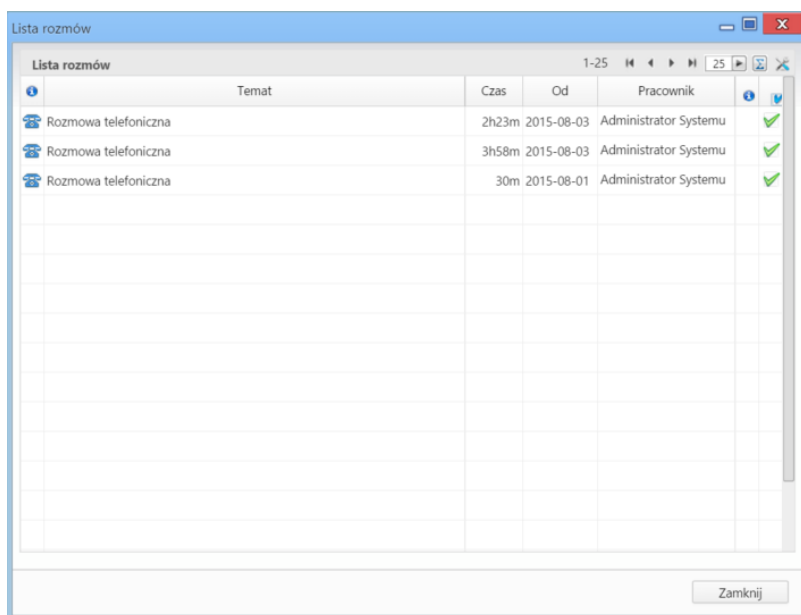 Lista rozmów
Lista rozmów 1-25 25
Temat Czas Od Pracownik
Rozmowa telefoniczna 2h23m 2015-08-03 Administrator Systemu
Rozmowa telefoniczna 3h58m 2015-08-03 Administrator Systemu
Rozmowa telefoniczna 30m 2015-08-01 Administrator Systemu
Zamknij